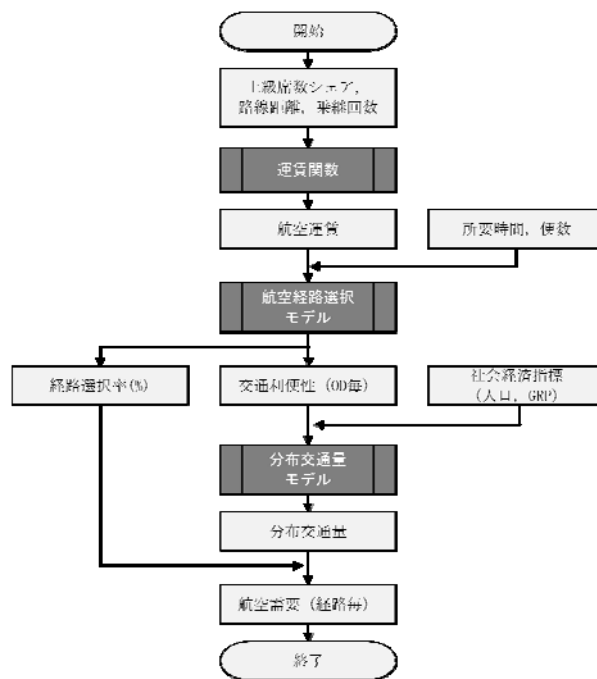 開始
上級席数シェア,
路線距離, 乗継回数
運賃関数
航空運賃
所要時間, 便数
航空経路選択
モデル
経路選択率(%)
交通利便性 (OD毎)
社会経済指標
(人口, GRP)
分布交通量
モデル
分布交通量
航空需要 (経路毎)
終了